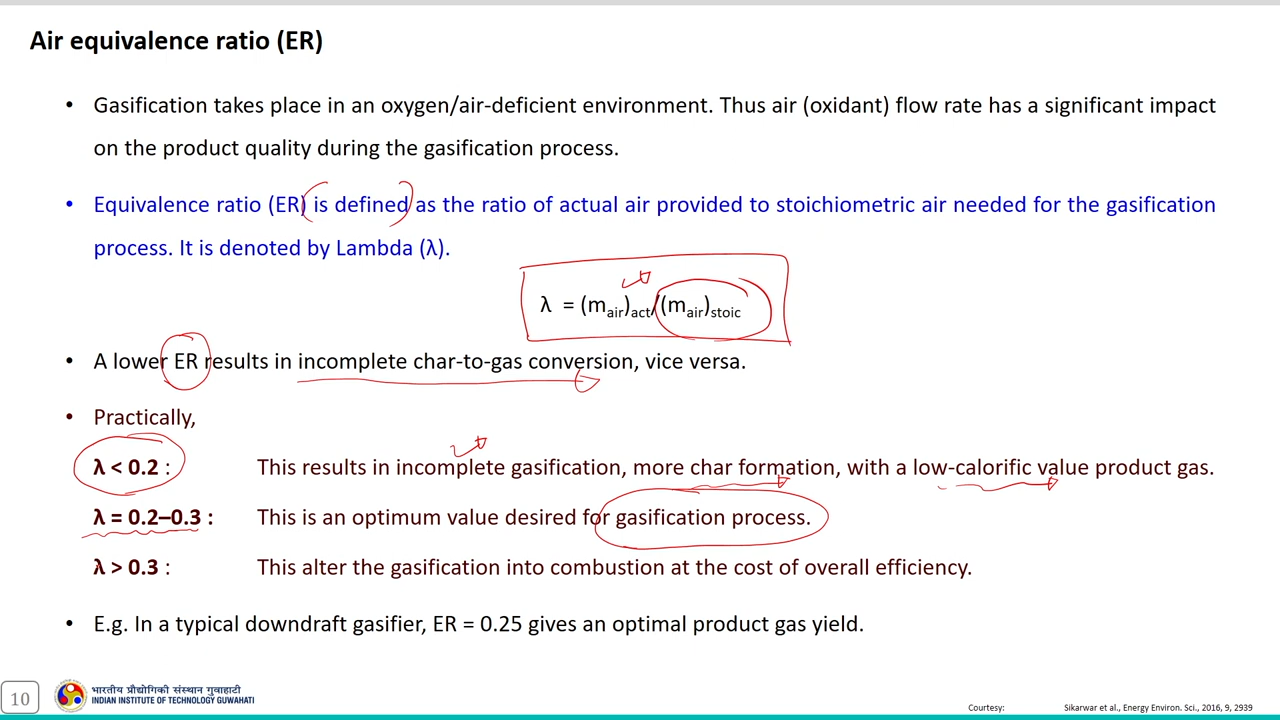 Air equivalence ratio (ER)
• Gasification takes place in an oxygen/air-deficient environment. Thus air (oxidant) flow rate has a significant impact
on the product quality during the gasification process.
• Equivalence ratio (ER) is defined as the ratio of actual air provided to stoichiometric air needed for the gasification
process. It is denoted by Lambda (λ).
λ = (mair)act/(mair)stoic
• A lower ER results in incomplete char-to-gas conversion, vice versa.
• Practically,
λ < 0.2 : This results in incomplete gasification, more char formation, with a low-calorific value product gas.
λ = 0.2–0.3 : This is an optimum value desired for gasification process.
λ > 0.3 : This alter the gasification into combustion at the cost of overall efficiency.
• E.g. In a typical downdraft gasifier, ER = 0.25 gives an optimal product gas yield.
10
भारतीय प्रौद्योगिकी संस्थान गुवाहाटी
INDIAN INSTITUTE OF TECHNOLOGY GUWAHATI
Courtesy: Sikarwar et al., Energy Environ. Sci., 2016, 9, 2939